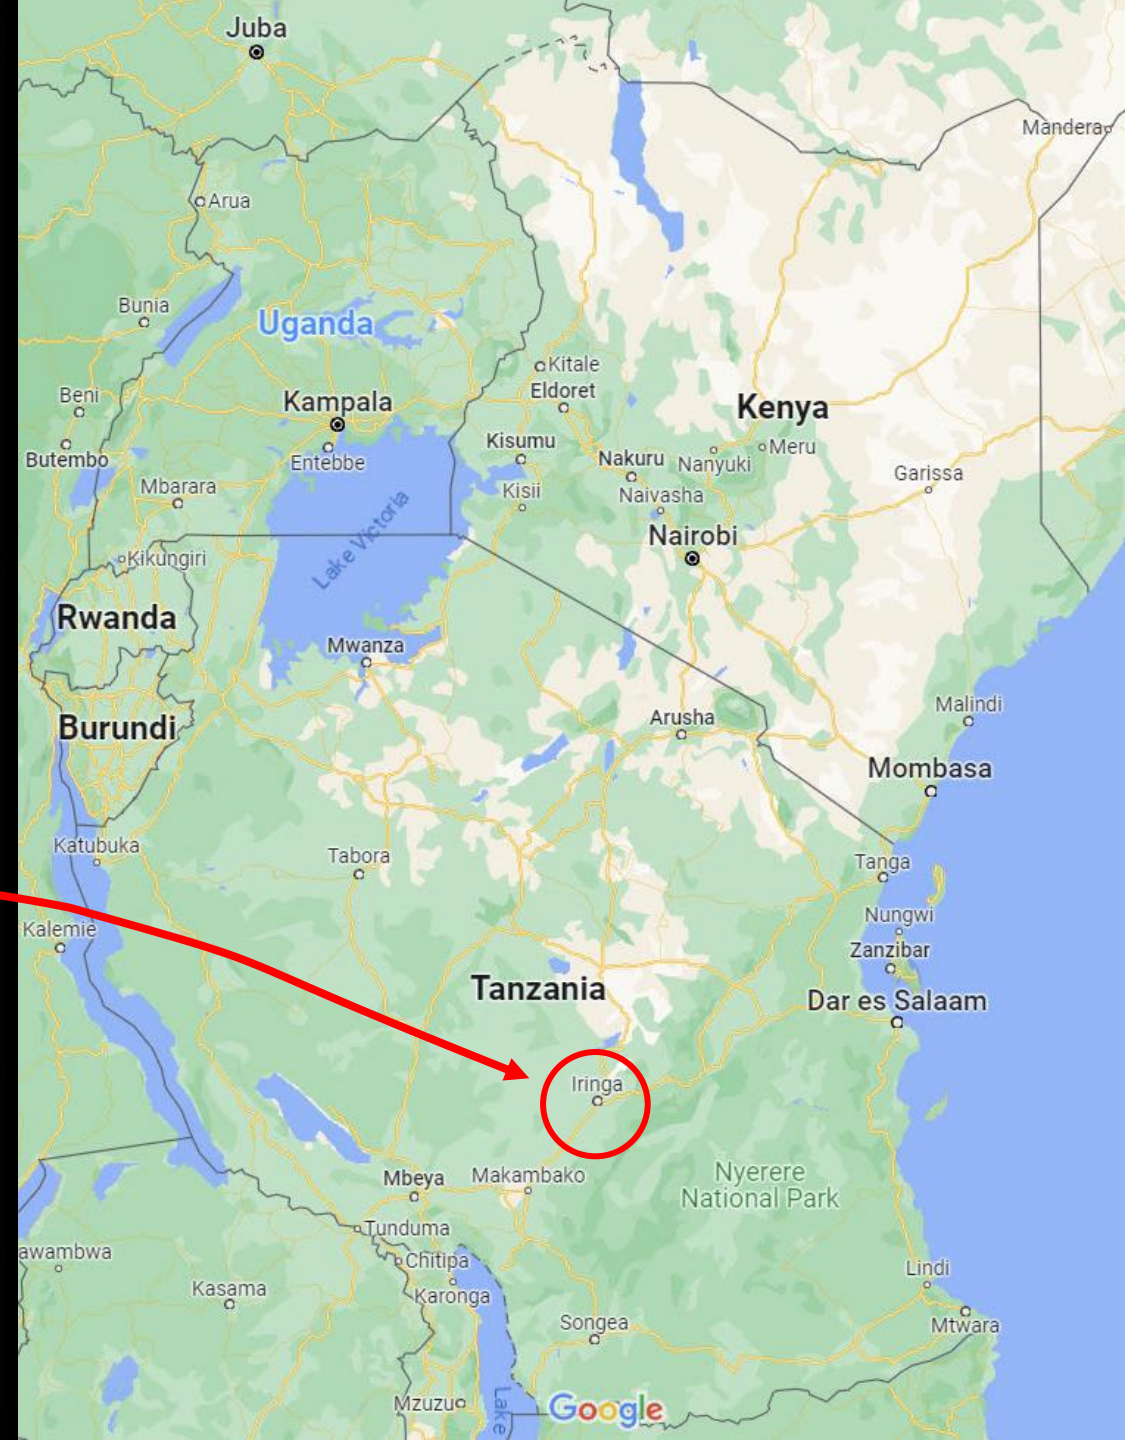 Juba
Mandera
Arua
Bunia
Uganda
Kitale
Eldoret
Beni
Kampala
Kenya
Butembo
Entebbe
Kisumu
Nakuru
Nanyuki
Meru
Mbarara
Kisii
Naivasha
Garissa
Lake Victoria
Nairobi
Kikungiri
Rwanda
Mwanza
Burundi
Arusha
Malindi
Mombasa
Katubuka
Tabora
Tanga
Kalemie
Nungwi
Zanzibar
Tanzania
Dar es Salaam
Iringa
Mbeya
Makambako
Nyerere
National Park
Tunduma
awambwa
Chitipa
Kasama
Karonga
Lindi
Songea
Mtwara
Mzuzu
Lake
Google